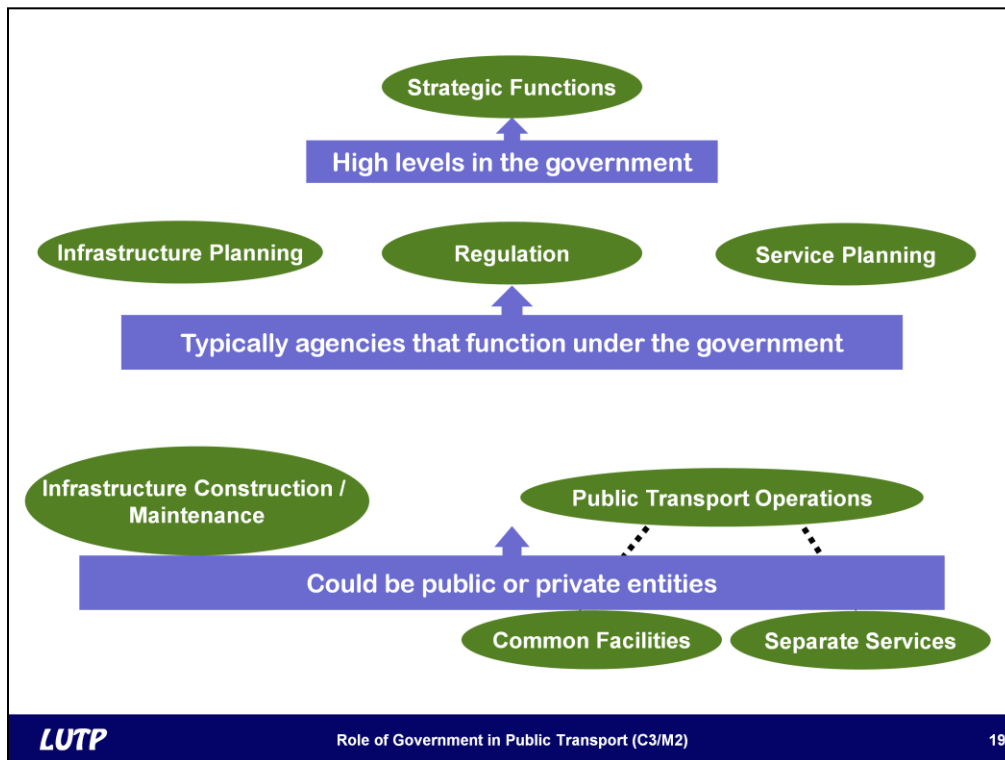 Strategic Functions
High levels in the government
Infrastructure Planning
Regulation
Service Planning
Typically agencies that function under the government
Infrastructure Construction /
Maintenance
Public Transport Operations
Could be public or private entities
Common Facilities
Separate Services
LUTP
Role of Government in Public Transport (C3/M2)
19